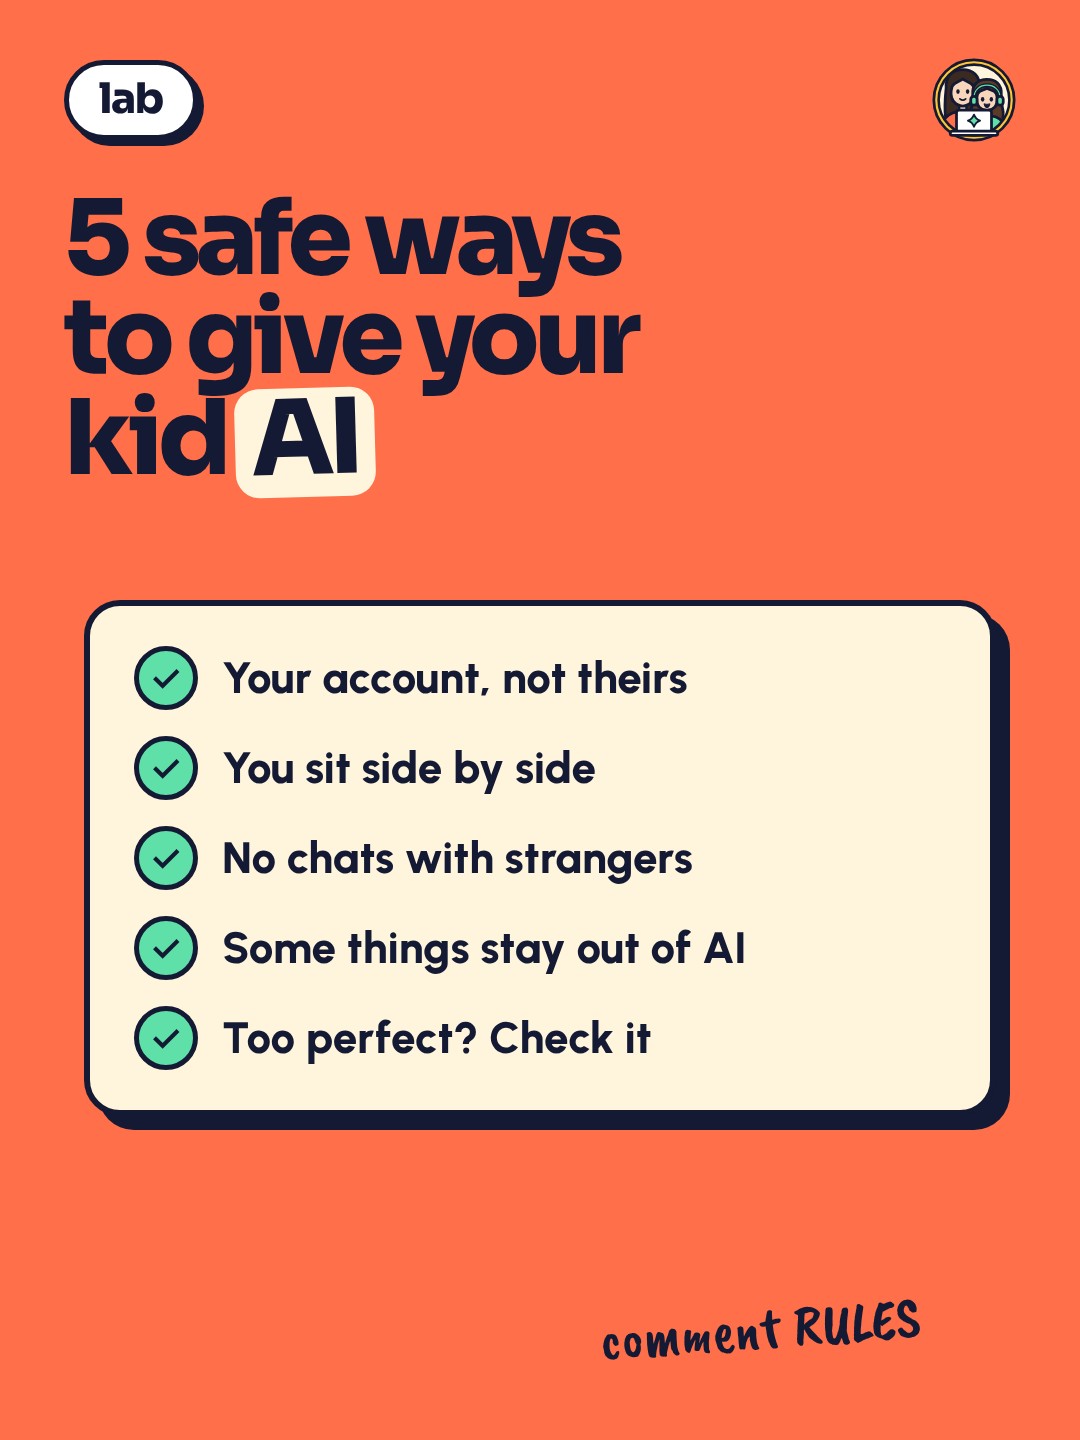 lab
5 safe ways
to give your
kid AI
Your account, not theirs
You sit side by side
No chats with strangers
Some things stay out of AI
Too perfect? Check it
comment RULES